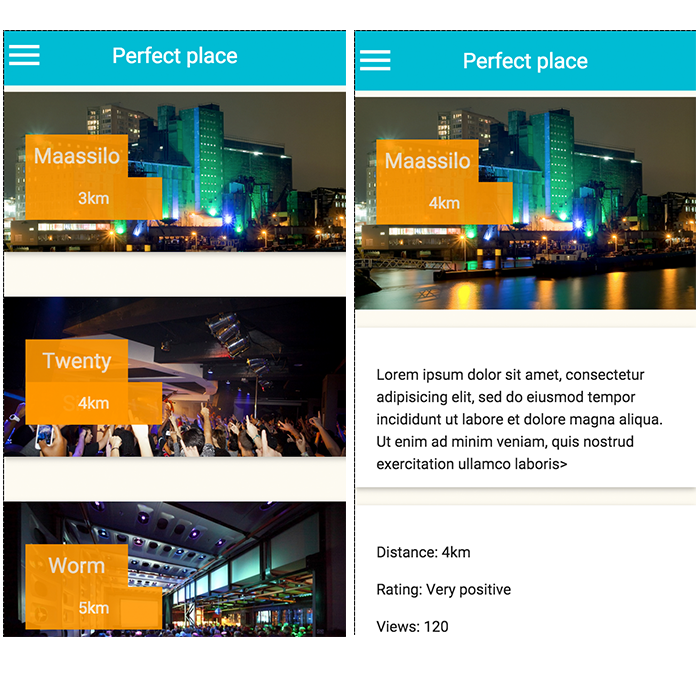 Perfect place
Maassilo
3km
Twenty
4km
Worm
5km
Perfect place
Maassilo
4km
Lorem ipsum dolor sit amet, consectetur
adipisicing elit, sed do eiusmod tempor
incididunt ut labore et dolore magna aliqua.
Ut enim ad minim veniam, quis nostrud
exercitation ullamco laboris>
Distance: 4km
Rating: Very positive
Views: 120